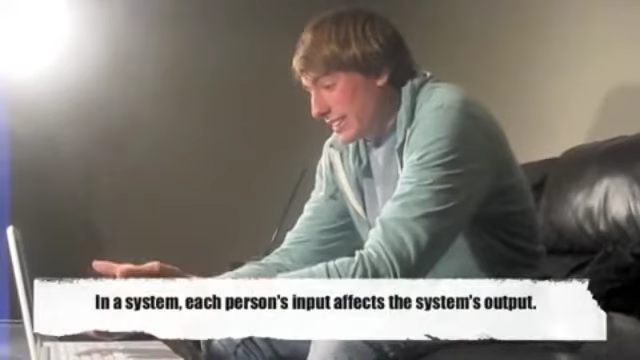 In a system, each person's input affects the system's output.